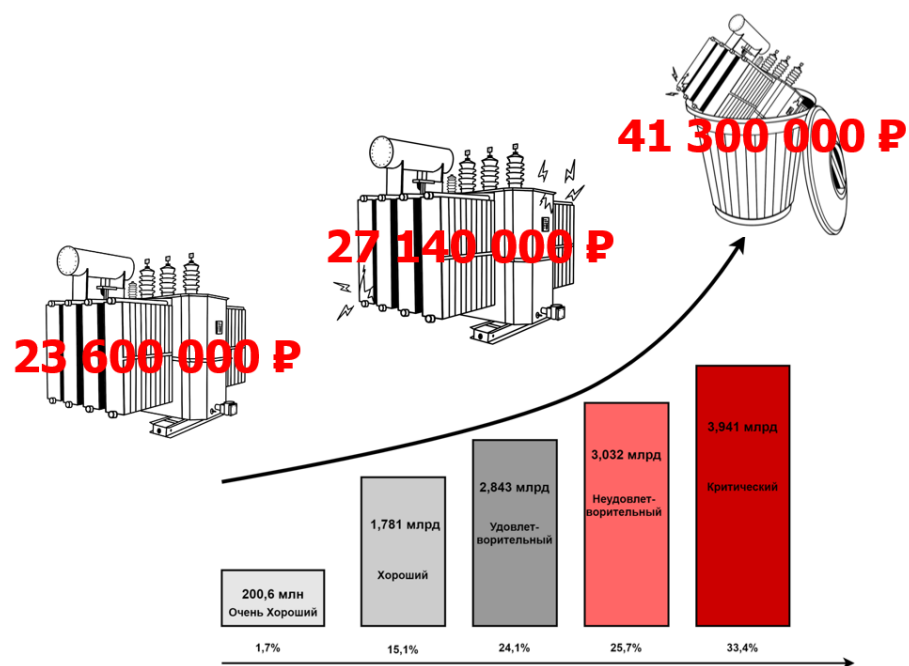 41 300 000 ₽
27 140 000 ₽
23 600 000 ₽
3,941 млрд
Критический
3,032 млрд
Неудовлет-
ворительный
2,843 млрд
Удовлет-
ворительный
1,781 млрд
Хороший
200,6 млн
Очень Хороший
1,7%
15,1%
24,1%
25,7%
33,4%